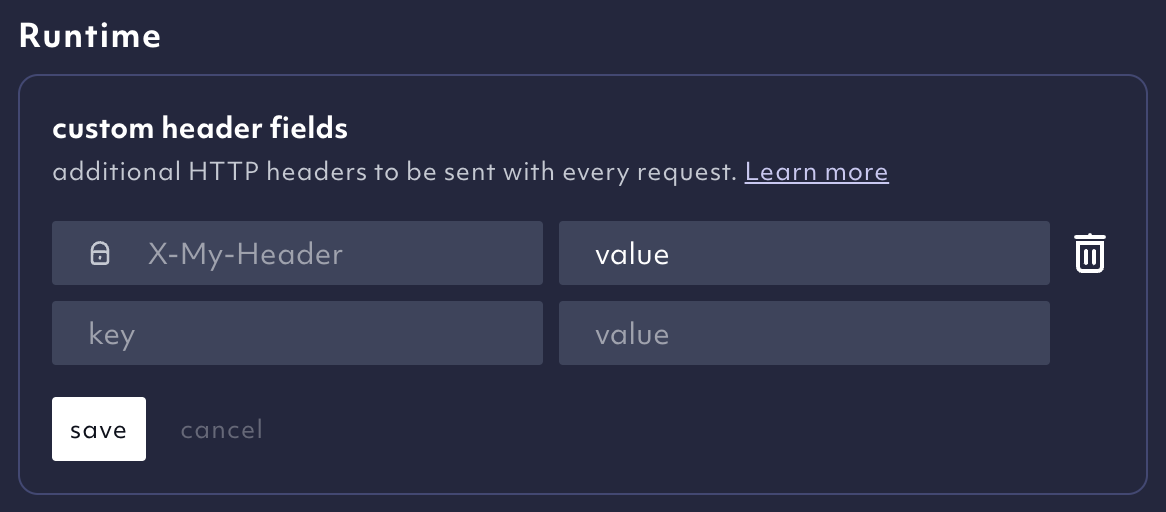 Runtime
custom header fields
additional HTTP headers to be sent with every request. Learn more
X-My-Header value
key value
save cancel